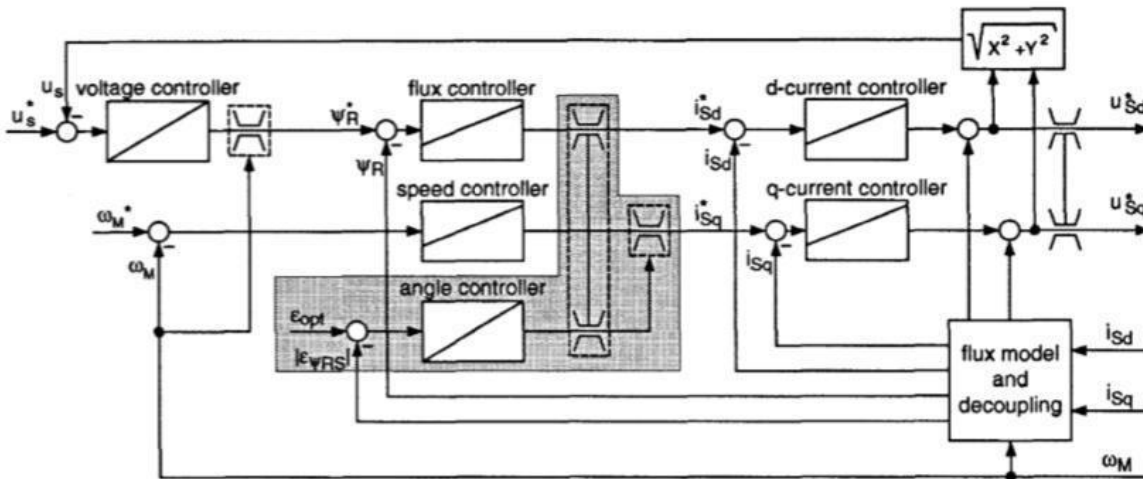 √X² +Y²
u_s
voltage controller
flux controller
d-current controller
u_s*
ψ_R*
i_Sd*
u_Sd*
ψ_R
i_Sd
speed controller
q-current controller
ω_M*
i_Sq*
u_Sq*
ω_M
i_Sq
angle controller
ε_opt
|ε_ψRS|
flux model
and
decoupling
i_Sd
i_Sq
ω_M